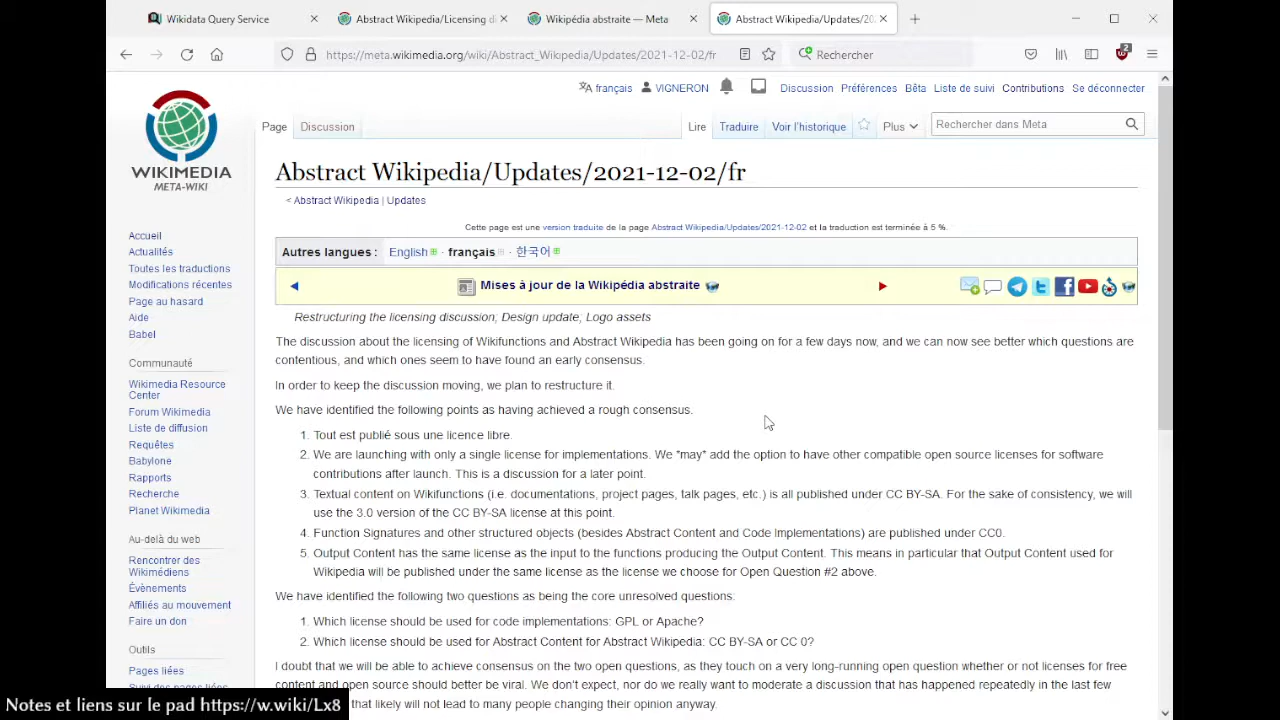 Wikidata Query Service
Abstract Wikipedia/Licensing d
Wikipédia abstraite — Meta
Abstract Wikipedia/Updates/20
https://meta.wikimedia.org/wiki/Abstract_Wikipedia/Updates/2021-12-02/fr
Rechercher
2
français
VIGNERON
Discussion
Préférences
Bêta
Liste de suivi
Contributions
Se déconnecter
Page
Discussion
Lire
Traduire
Voir l'historique
Plus
Rechercher dans Meta
WIKIMEDIA
META-WIKI
Abstract Wikipedia/Updates/2021-12-02/fr
< Abstract Wikipedia | Updates
Cette page est une version traduite de la page Abstract Wikipedia/Updates/2021-12-02 et la traduction est terminée à 5 %.
Autres langues : English · français · 한국어
Mises à jour de la Wikipédia abstraite
Restructuring the licensing discussion; Design update; Logo assets
The discussion about the licensing of Wikifunctions and Abstract Wikipedia has been going on for a few days now, and we can now see better which questions are
contentious, and which ones seem to have found an early consensus.
In order to keep the discussion moving, we plan to restructure it.
We have identified the following points as having achieved a rough consensus.
1. Tout est publié sous une licence libre.
2. We are launching with only a single license for implementations. We *may* add the option to have other compatible open source licenses for software
contributions after launch. This is a discussion for a later point.
3. Textual content on Wikifunctions (i.e. documentations, project pages, talk pages, etc.) is all published under CC BY-SA. For the sake of consistency, we will
use the 3.0 version of the CC BY-SA license at this point.
4. Function Signatures and other structured objects (besides Abstract Content and Code Implementations) are published under CC0.
5. Output Content has the same license as the input to the functions producing the Output Content. This means in particular that Output Content used for
Wikipedia will be published under the same license as the license we choose for Open Question #2 above.
We have identified the following two questions as being the core unresolved questions:
1. Which license should be used for code implementations: GPL or Apache?
2. Which license should be used for Abstract Content for Abstract Wikipedia: CC BY-SA or CC 0?
I doubt that we will be able to achieve consensus on the two open questions, as they touch on a very long-running open question whether or not licenses for free
content and open source should better be viral. We don't expect, nor do we really want to moderate a discussion that has happened repeatedly in the last few
that likely will not lead to many people changing their opinion anyway.
Accueil
Actualités
Toutes les traductions
Modifications récentes
Page au hasard
Aide
Babel
Communauté
Wikimedia Resource
Center
Forum Wikimedia
Liste de diffusion
Requêtes
Babylone
Rapports
Recherche
Planet Wikimedia
Au-delà du web
Rencontrer des
Wikimédiens
Évènements
Affiliés au mouvement
Faire un don
Outils
Pages liées
Suivi des pages liées
Notes et liens sur le pad https://w.wiki/Lx8